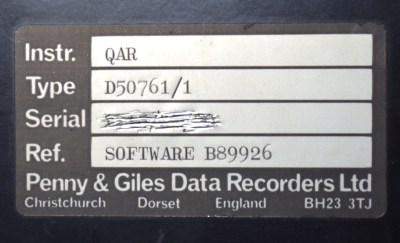 Instr. QAR
Type D50761/1
Serial
Ref. SOFTWARE B89926
Penny & Giles Data Recorders Ltd
Christchurch Dorset England BH23 3TJ